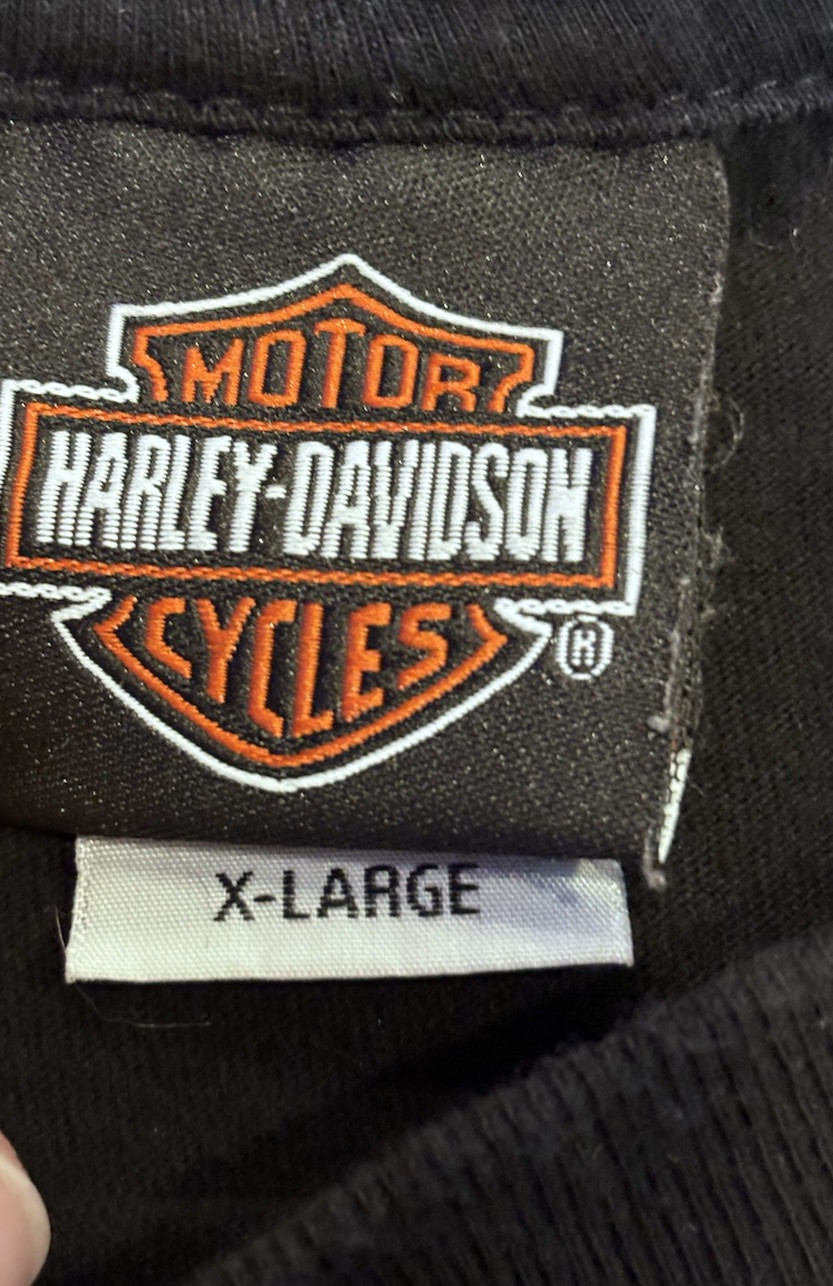 MOTOR
HARLEY-DAVIDSON
CYCLES
®
X-LARGE